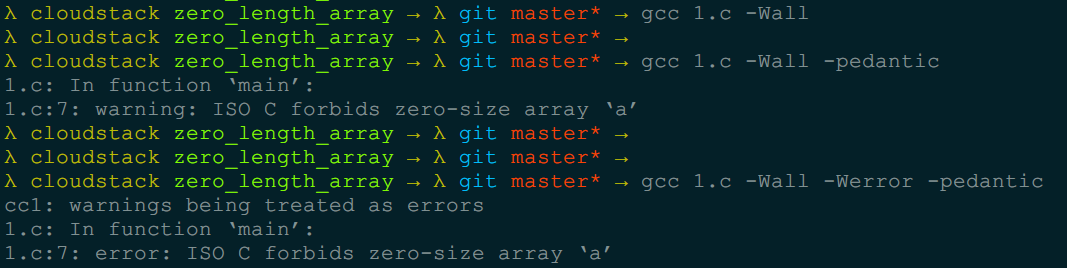 λ cloudstack zero_length_array → λ git master* → gcc 1.c -Wall
λ cloudstack zero_length_array → λ git master* →
λ cloudstack zero_length_array → λ git master* → gcc 1.c -Wall -pedantic
1.c: In function ‘main’:
1.c:7: warning: ISO C forbids zero-size array ‘a’
λ cloudstack zero_length_array → λ git master* →
λ cloudstack zero_length_array → λ git master* →
λ cloudstack zero_length_array → λ git master* → gcc 1.c -Wall -Werror -pedantic
cc1: warnings being treated as errors
1.c: In function ‘main’:
1.c:7: error: ISO C forbids zero-size array ‘a’